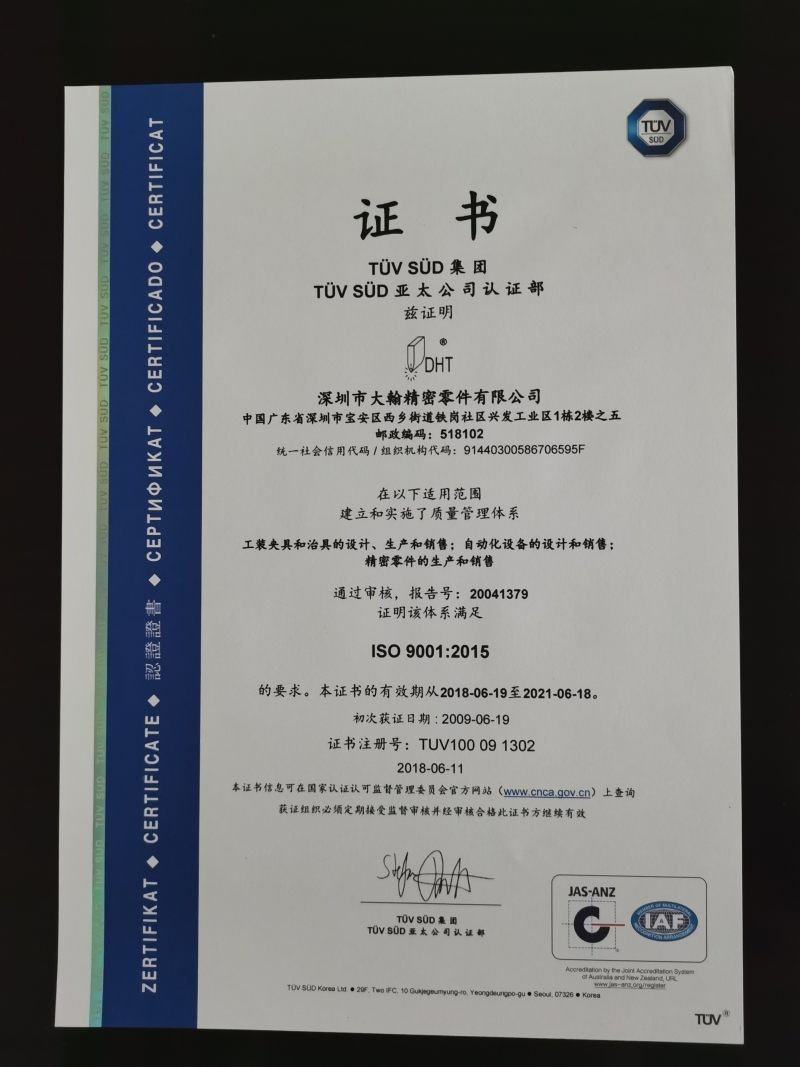 TÜV SÜD
TÜV
SÜD
ZERTIFIKAT ◆ CERTIFICATE ◆ 認證證書 ◆ СЕРТИФИКАТ ◆ CERTIFICADO ◆ CERTIFICAT
证 书
TÜV SÜD 集 团
TÜV SÜD 亚 太 公 司 认 证 部
兹证明
DHT®
深圳市大翰精密零件有限公司
中国广东省深圳市宝安区西乡街道铁岗社区兴发工业区1栋2楼之五
邮政编码：518102
统一社会信用代码 / 组织机构代码：91440300586706595F
在以下适用范围
建立和实施了质量管理体系
工装夹具和治具的设计、生产和销售；自动化设备的设计和销售；
精密零件的生产和销售
通过审核，报告号：20041379
证明该体系满足
ISO 9001:2015
的要求。本证书的有效期从2018-06-19至2021-06-18。
初次获证日期：2009-06-19
证书注册号：TUV100 09 1302
2018-06-11
本证书信息可在国家认证认可监督管理委员会官方网站（www.cnca.gov.cn）上查询
获证组织必须定期接受监督审核并经审核合格此证书方继续有效
TÜV SÜD 集 团
TÜV SÜD 亚 太 公 司 认 证 部
JAS-ANZ
C
MEMBER OF MULTILATERAL
IAF
RECOGNITION ARRANGEMENT
Accreditation by the Joint Accreditation System
of Australia and New Zealand, URL
www.jas-anz.org/register
TÜV SÜD Korea Ltd. ● 29F, Two IFC, 10 Gukjegeumyung-ro, Yeongdeungpo-gu ● Seoul, 07326 ● Korea
TÜV®